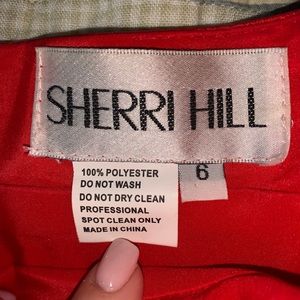 SHERRI HILL
100% POLYESTER
DO NOT WASH
DO NOT DRY CLEAN
PROFESSIONAL
SPOT CLEAN ONLY
MADE IN CHINA
6